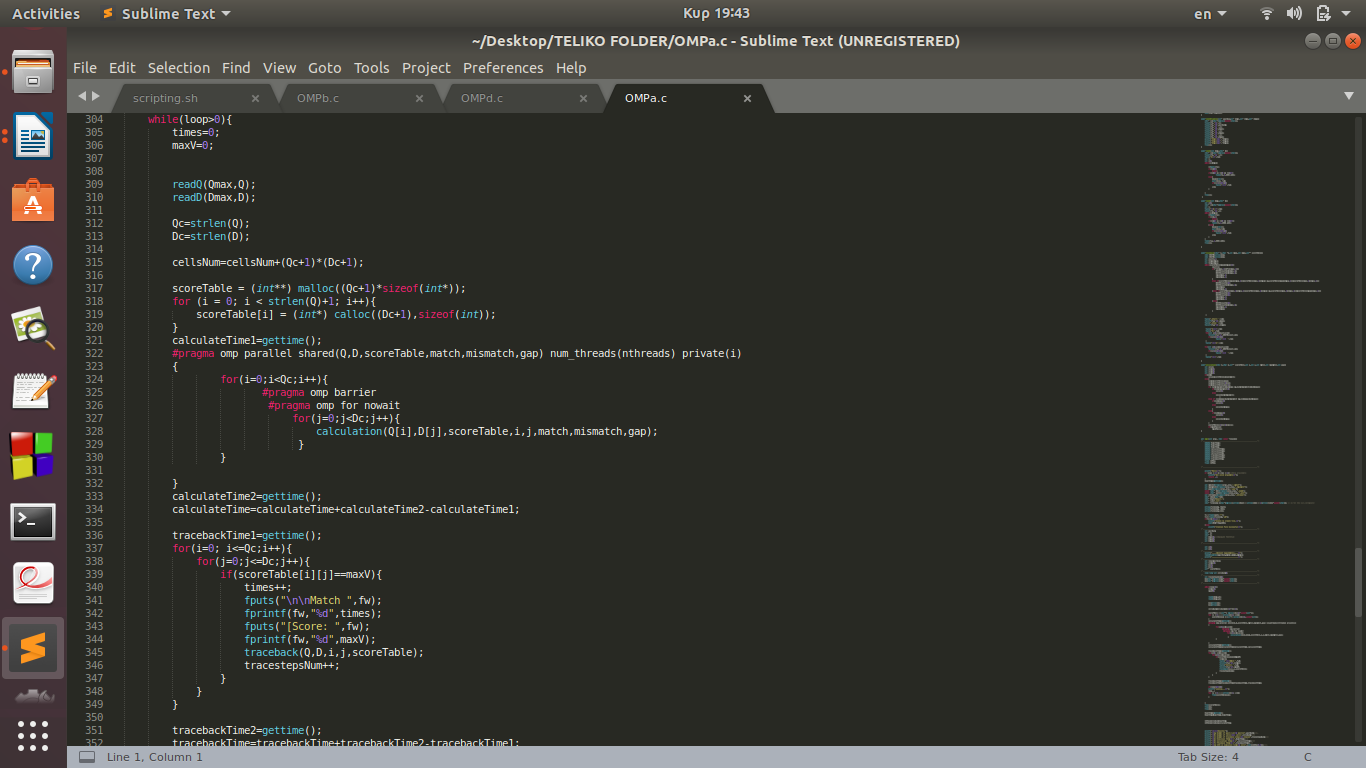 Activities Sublime Text Κυρ 19:43 en
~/Desktop/TELIKO FOLDER/OMPa.c - Sublime Text (UNREGISTERED)
File Edit Selection Find View Goto Tools Project Preferences Help
scripting.sh × OMPb.c × OMPd.c × OMPa.c ×
304 while(loop>0){
305 times=0;
306 maxV=0;
307
308
309 readQ(Qmax,Q);
310 readD(Dmax,D);
311
312 Qc=strlen(Q);
313 Dc=strlen(D);
314
315 cellsNum=cellsNum+(Qc+1)*(Dc+1);
316
317 scoreTable = (int**) malloc((Qc+1)*sizeof(int*));
318 for (i = 0; i < strlen(Q)+1; i++){
319 scoreTable[i] = (int*) calloc((Dc+1),sizeof(int));
320 }
321 calculateTime1=gettime();
322 #pragma omp parallel shared(Q,D,scoreTable,match,mismatch,gap) num_threads(nthreads) private(i)
323 {
324 for(i=0;i<Qc;i++){
325 #pragma omp barrier
326 #pragma omp for nowait
327 for(j=0;j<Dc;j++){
328 calculation(Q[i],D[j],scoreTable,i,j,match,mismatch,gap);
329 }
330 }
331
332 }
333 calculateTime2=gettime();
334 calculateTime=calculateTime+calculateTime2-calculateTime1;
335
336 tracebackTime1=gettime();
337 for(i=0; i<=Qc;i++){
338 for(j=0;j<=Dc;j++){
339 if(scoreTable[i][j]==maxV){
340 times++;
341 fputs("\n\nMatch ",fw);
342 fprintf(fw,"%d",times);
343 fputs("[Score: ",fw);
344 fprintf(fw,"%d",maxV);
345 traceback(Q,D,i,j,scoreTable);
346 tracestepsNum++;
347 }
348 }
349 }
350
351 tracebackTime2=gettime();
352 tracebackTime=tracebackTime+tracebackTime2-tracebackTime1;
Line 1, Column 1 Tab Size: 4 C